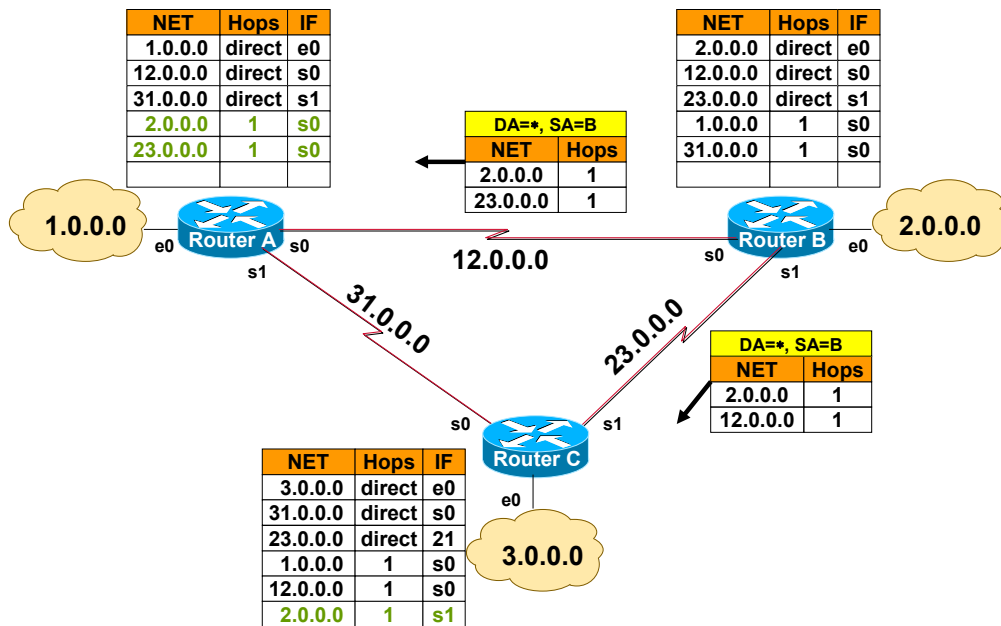 NET Hops IF
1.0.0.0 direct e0
12.0.0.0 direct s0
31.0.0.0 direct s1
2.0.0.0 1 s0
23.0.0.0 1 s0
NET Hops IF
2.0.0.0 direct e0
12.0.0.0 direct s0
23.0.0.0 direct s1
1.0.0.0 1 s0
31.0.0.0 1 s0
DA=*, SA=B
NET Hops
2.0.0.0 1
23.0.0.0 1
1.0.0.0
e0
Router A
s0
s1
12.0.0.0
s0
Router B
s1
e0
2.0.0.0
31.0.0.0
23.0.0.0
DA=*, SA=B
NET Hops
2.0.0.0 1
12.0.0.0 1
s0
Router C
s1
e0
3.0.0.0
NET Hops IF
3.0.0.0 direct e0
31.0.0.0 direct s0
23.0.0.0 direct 21
1.0.0.0 1 s0
12.0.0.0 1 s0
2.0.0.0 1 s1